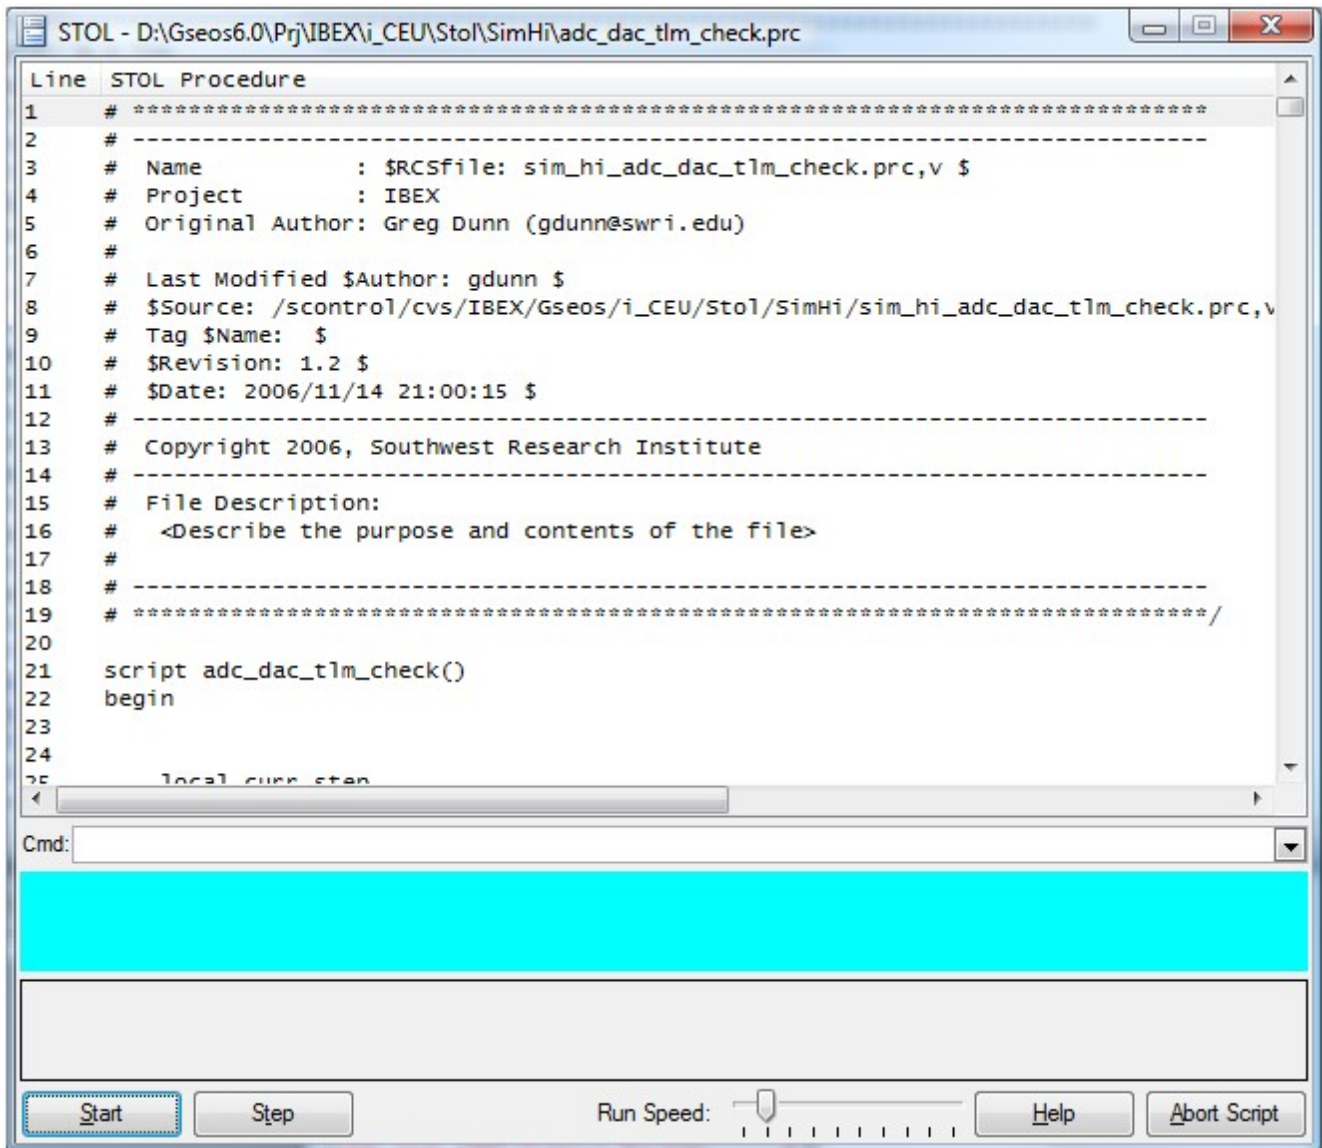 STOL - D:\Gseos6.0\Prj\IBEX\i_CEU\Stol\SimHi\adc_dac_tlm_check.prc
Line STOL Procedure
1 # *****************************************************************************
2 # -----------------------------------------------------------------------------
3 # Name : $RCSfile: sim_hi_adc_dac_tlm_check.prc,v $
4 # Project : IBEX
5 # Original Author: Greg Dunn (gdunn@swri.edu)
6 #
7 # Last Modified $Author: gdunn $
8 # $Source: /scontrol/cvs/IBEX/Gseos/i_CEU/Stol/SimHi/sim_hi_adc_dac_tlm_check.prc,v
9 # Tag $Name: $
10 # $Revision: 1.2 $
11 # $Date: 2006/11/14 21:00:15 $
12 # -----------------------------------------------------------------------------
13 # Copyright 2006, Southwest Research Institute
14 # -----------------------------------------------------------------------------
15 # File Description:
16 # <Describe the purpose and contents of the file>
17 #
18 # -----------------------------------------------------------------------------
19 # *****************************************************************************/
20
21 script adc_dac_tlm_check()
22 begin
23
24
25 local curr_step
Cmd:
Start Step Run Speed: Help Abort Script